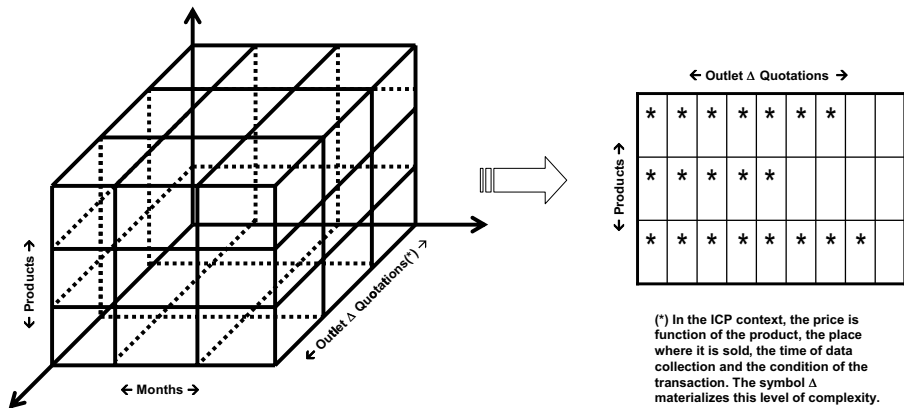 ← Outlet Δ Quotations →
← Products →
* * * * * * *
* * * * *
* * * * * * * *
← Products →
← Outlet Δ Quotations(*) →
← Months →
(*) In the ICP context, the price is
function of the product, the place
where it is sold, the time of data
collection and the condition of the
transaction. The symbol Δ
materializes this level of complexity.